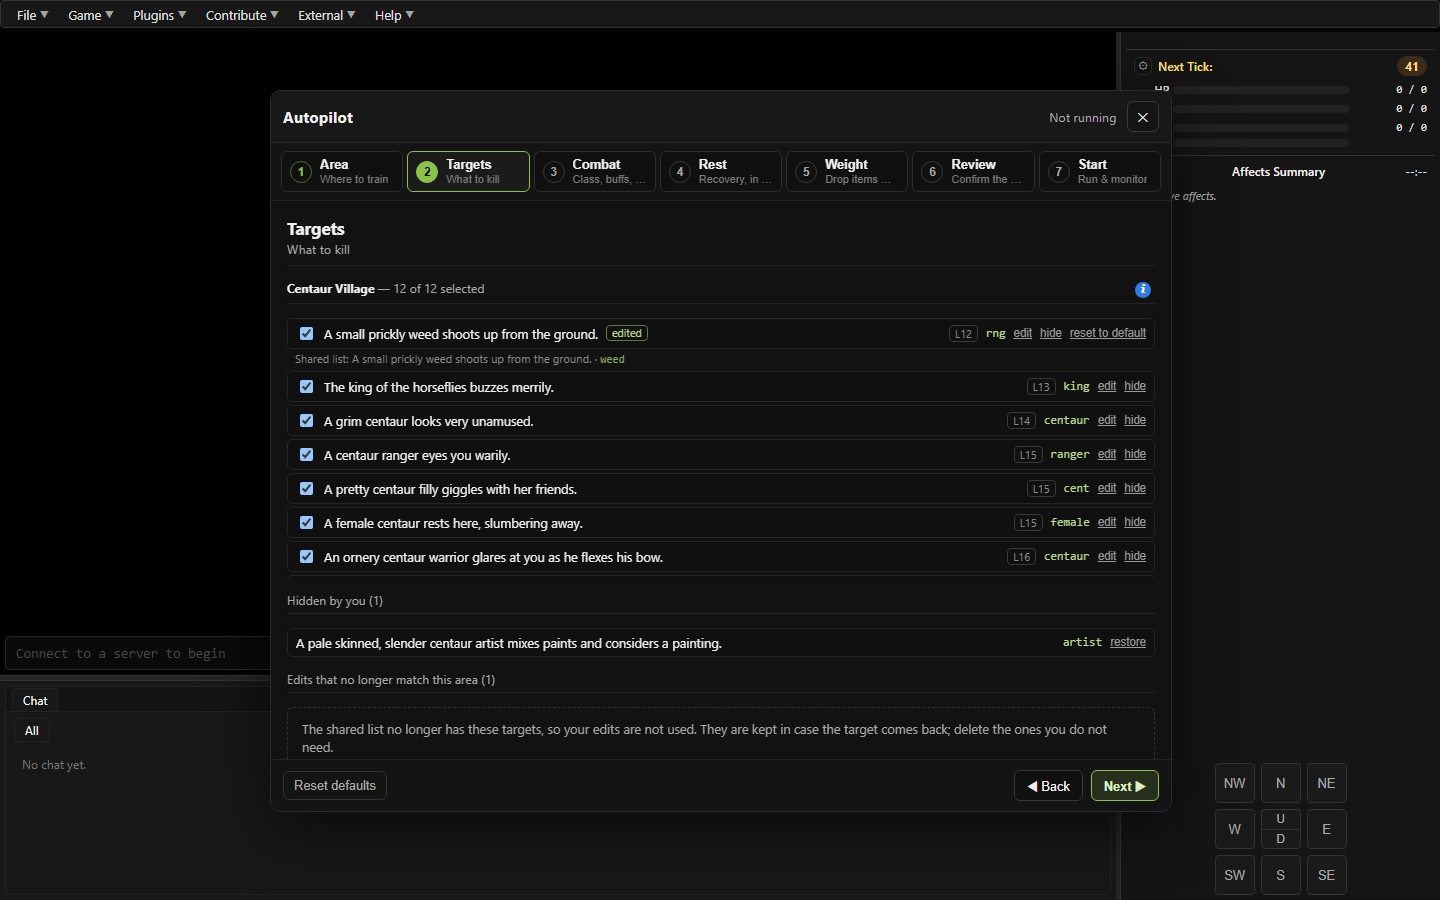 File ▼ Game ▼ Plugins ▼ Contribute ▼ External ▼ Help ▼
Next Tick: 41
HP 0 / 0
0 / 0
0 / 0
Affects Summary --:--
ve affects.
Autopilot Not running ✕
1 Area Where to train
2 Targets What to kill
3 Combat Class, buffs, ...
4 Rest Recovery, in ...
5 Weight Drop items ...
6 Review Confirm the ...
7 Start Run & monitor
Targets
What to kill
Centaur Village — 12 of 12 selected i
A small prickly weed shoots up from the ground. edited L12 rng edit hide reset to default
Shared list: A small prickly weed shoots up from the ground. · weed
The king of the horseflies buzzes merrily. L13 king edit hide
A grim centaur looks very unamused. L14 centaur edit hide
A centaur ranger eyes you warily. L15 ranger edit hide
A pretty centaur filly giggles with her friends. L15 cent edit hide
A female centaur rests here, slumbering away. L15 female edit hide
An ornery centaur warrior glares at you as he flexes his bow. L16 centaur edit hide
Hidden by you (1)
A pale skinned, slender centaur artist mixes paints and considers a painting. artist restore
Edits that no longer match this area (1)
The shared list no longer has these targets, so your edits are not used. They are kept in case the target comes back; delete the ones you do not
need.
Reset defaults ◀ Back Next ▶
Connect to a server to begin
Chat
All
No chat yet.
NW N NE
W U D E
SW S SE